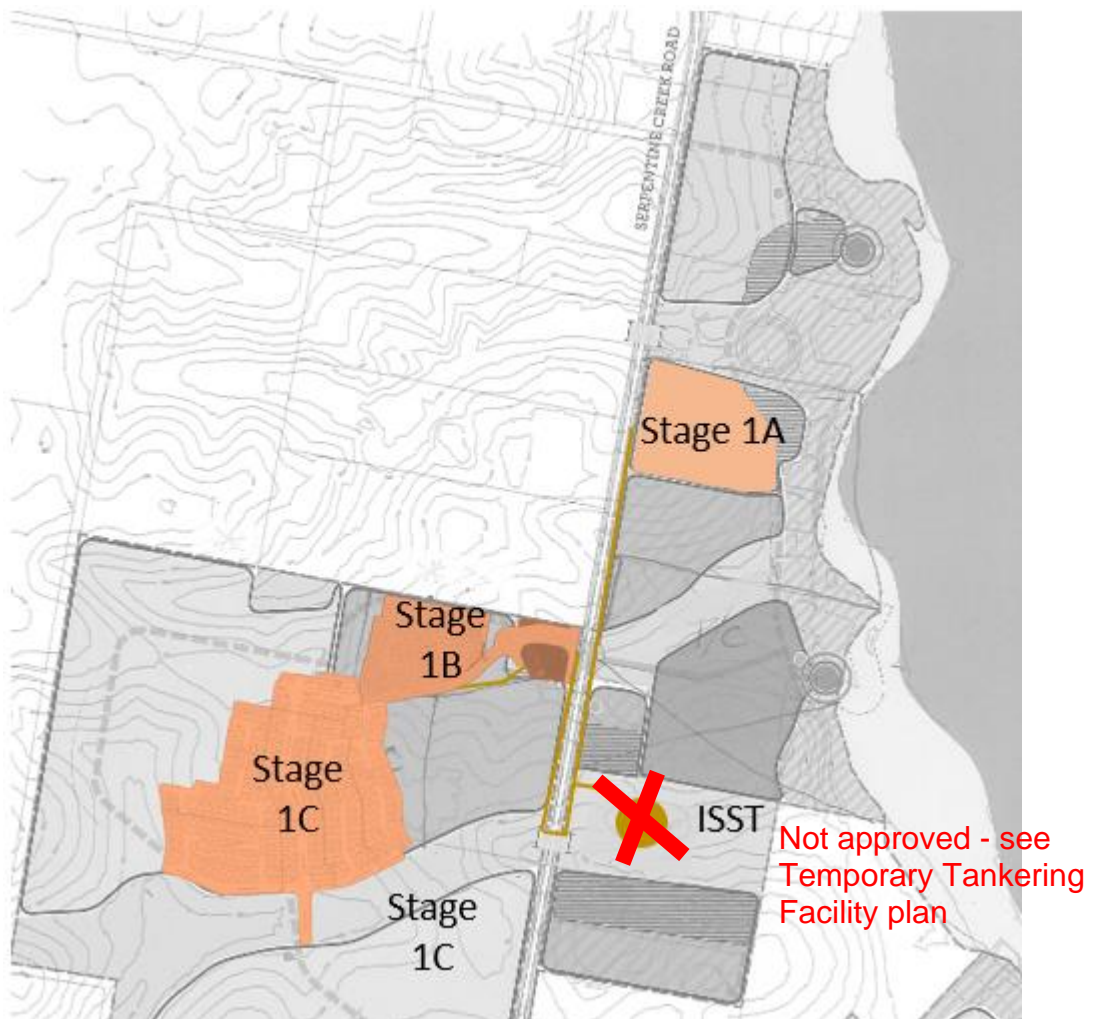 SERPENTINE CREEK ROAD
Stage 1A
Stage
1B
Stage
1C
ISST
Not approved - see
Temporary Tankering
Facility plan
Stage
1C